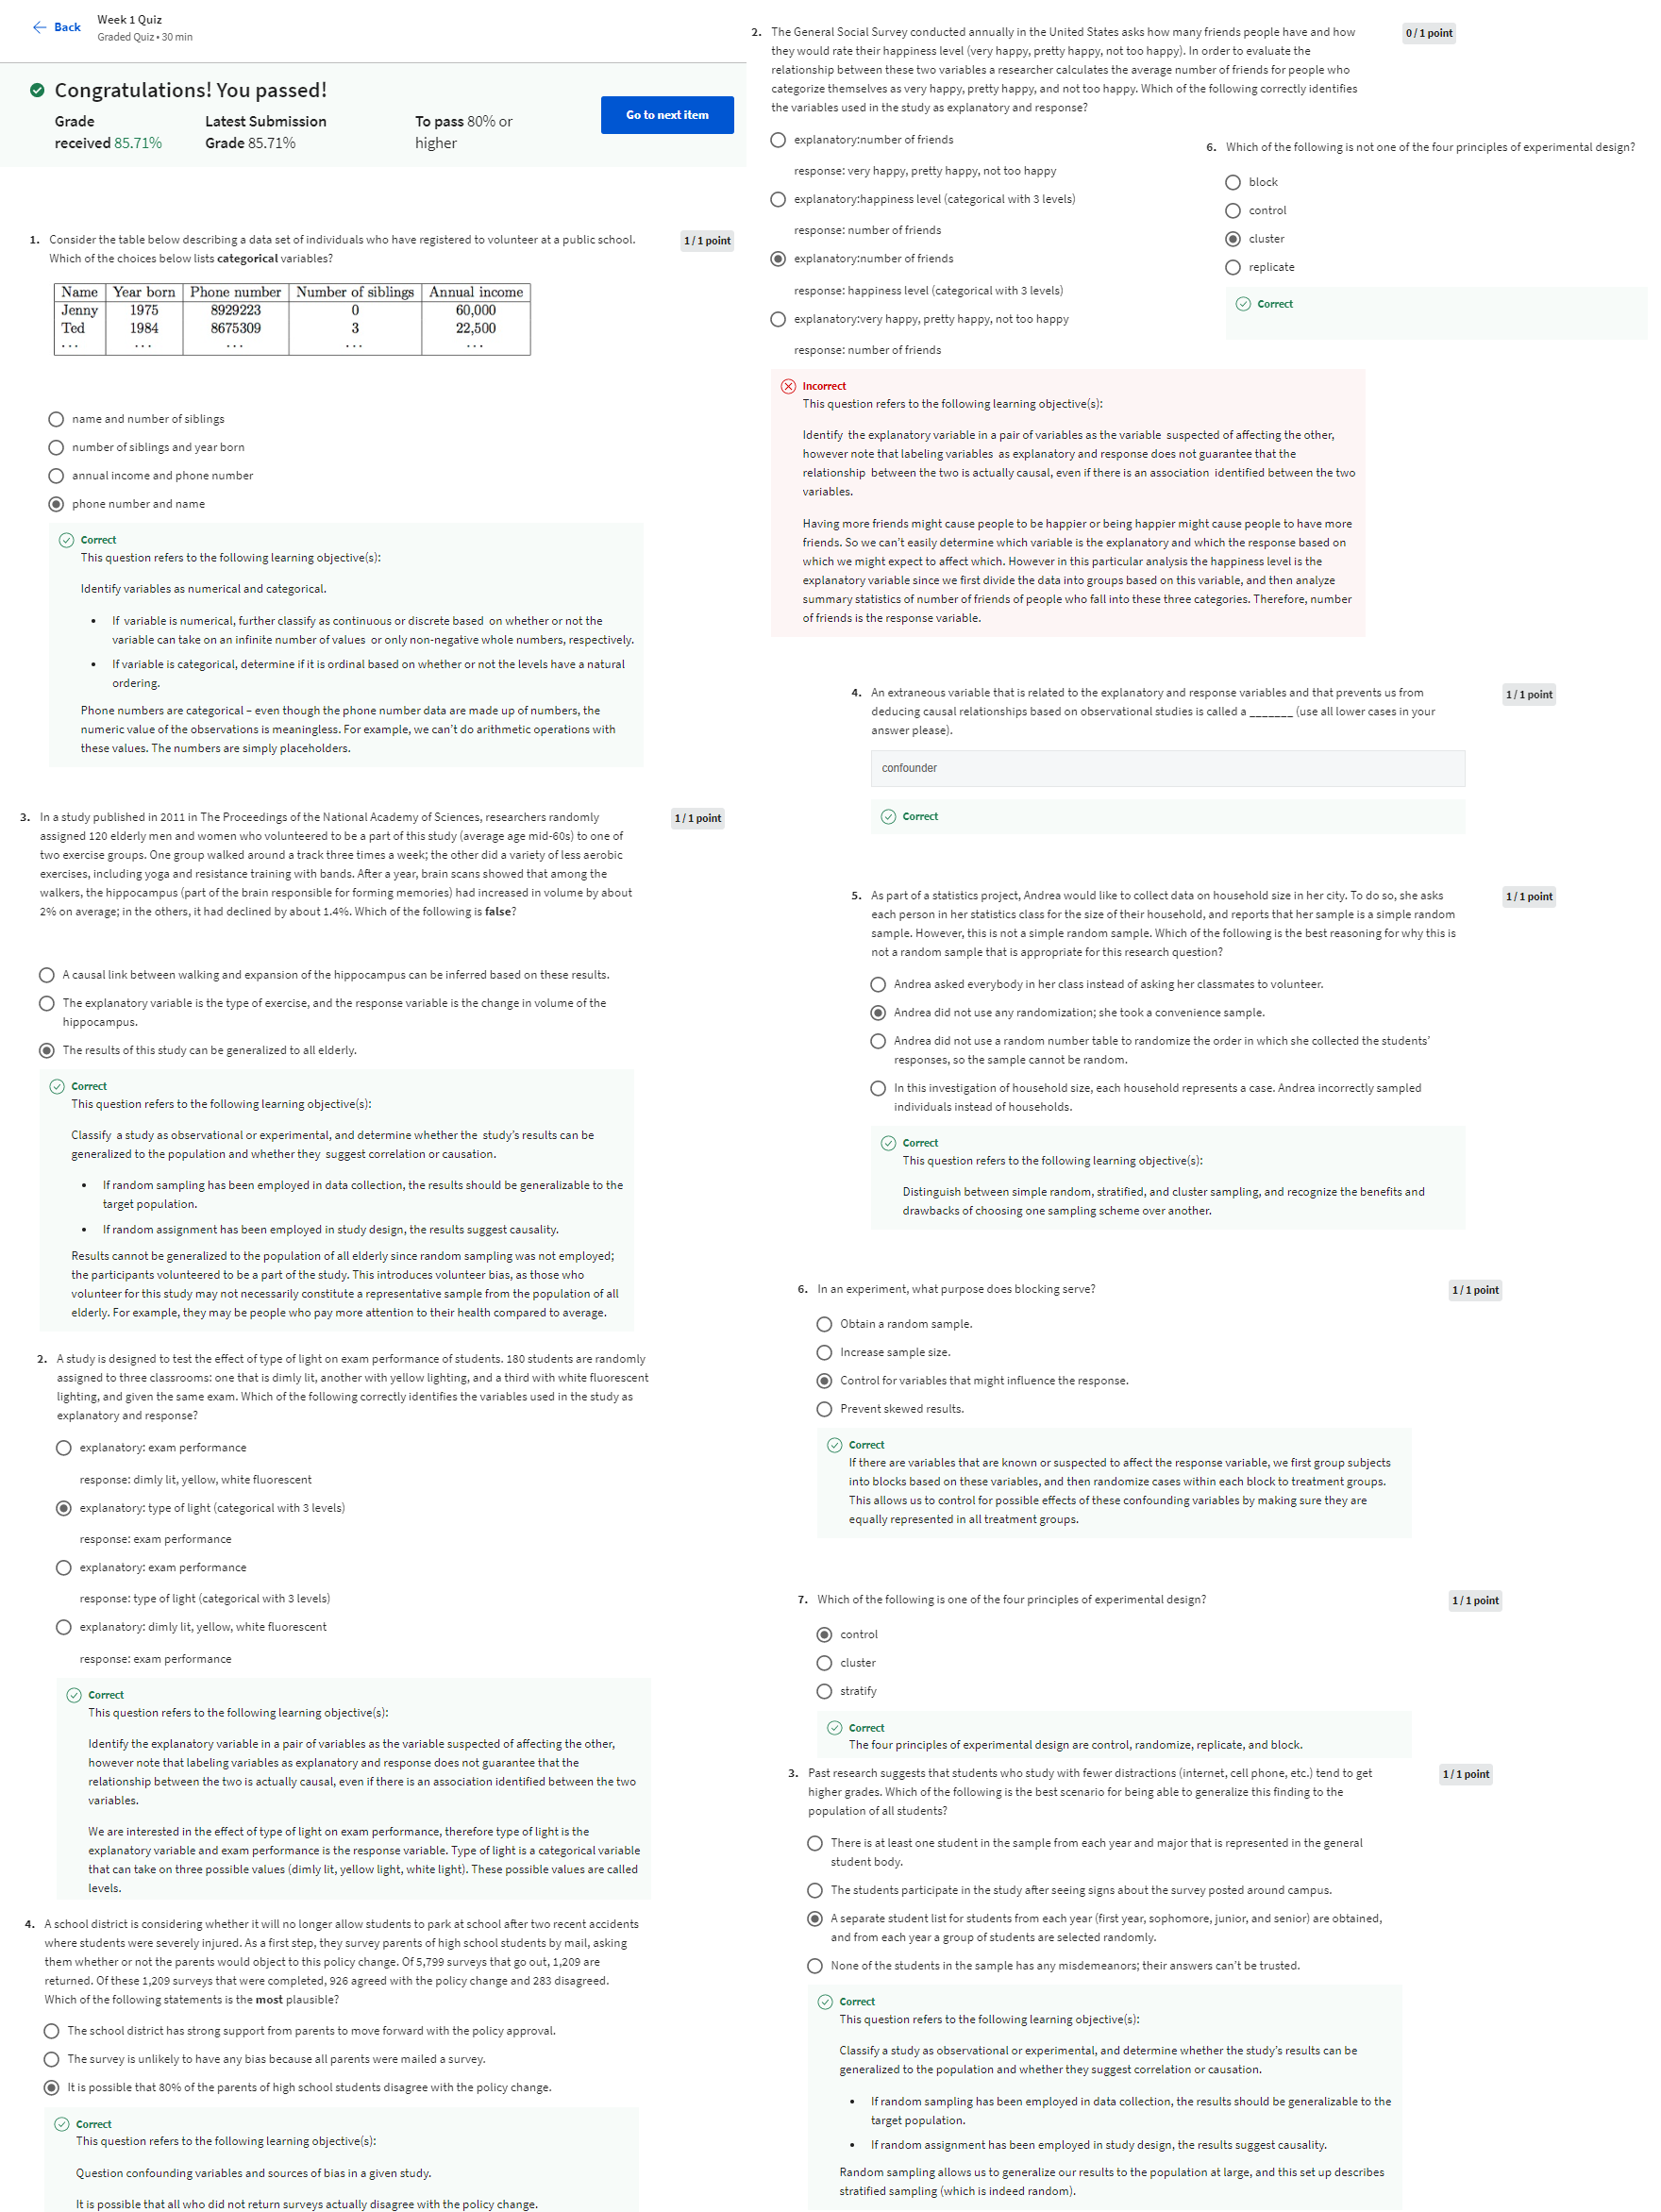 Back
Week 1 Quiz
Graded Quiz • 30 min
Congratulations! You passed!
Grade
received 85.71%
Latest Submission
Grade 85.71%
To pass 80% or
higher
Go to next item
1. Consider the table below describing a data set of individuals who have registered to volunteer at a public school.
Which of the choices below lists categorical variables?
1 / 1 point
Name Year born Phone number Number of siblings Annual income
Jenny 1975 8929223 0 60,000
Ted 1984 8675309 3 22,500
... ... ... ... ...
name and number of siblings
number of siblings and year born
annual income and phone number
phone number and name
Correct
This question refers to the following learning objective(s):
Identify variables as numerical and categorical.
• If variable is numerical, further classify as continuous or discrete based on whether or not the
variable can take on an infinite number of values or only non-negative whole numbers, respectively.
• If variable is categorical, determine if it is ordinal based on whether or not the levels have a natural
ordering.
Phone numbers are categorical – even though the phone number data are made up of numbers, the
numeric value of the observations is meaningless. For example, we can't do arithmetic operations with
these values. The numbers are simply placeholders.
3. In a study published in 2011 in The Proceedings of the National Academy of Sciences, researchers randomly
assigned 120 elderly men and women who volunteered to be a part of this study (average age mid-60s) to one of
two exercise groups. One group walked around a track three times a week; the other did a variety of less aerobic
exercises, including yoga and resistance training with bands. After a year, brain scans showed that among the
walkers, the hippocampus (part of the brain responsible for forming memories) had increased in volume by about
2% on average; in the others, it had declined by about 1.4%. Which of the following is false?
1 / 1 point
A causal link between walking and expansion of the hippocampus can be inferred based on these results.
The explanatory variable is the type of exercise, and the response variable is the change in volume of the
hippocampus.
The results of this study can be generalized to all elderly.
Correct
This question refers to the following learning objective(s):
Classify a study as observational or experimental, and determine whether the study's results can be
generalized to the population and whether they suggest correlation or causation.
• If random sampling has been employed in data collection, the results should be generalizable to the
target population.
• If random assignment has been employed in study design, the results suggest causality.
Results cannot be generalized to the population of all elderly since random sampling was not employed;
the participants volunteered to be a part of the study. This introduces volunteer bias, as those who
volunteer for this study may not necessarily constitute a representative sample from the population of all
elderly. For example, they may be people who pay more attention to their health compared to average.
2. A study is designed to test the effect of type of light on exam performance of students. 180 students are randomly
assigned to three classrooms: one that is dimly lit, another with yellow lighting, and a third with white fluorescent
lighting, and given the same exam. Which of the following correctly identifies the variables used in the study as
explanatory and response?
explanatory: exam performance
response: dimly lit, yellow, white fluorescent
explanatory: type of light (categorical with 3 levels)
response: exam performance
explanatory: exam performance
response: type of light (categorical with 3 levels)
explanatory: dimly lit, yellow, white fluorescent
response: exam performance
Correct
This question refers to the following learning objective(s):
Identify the explanatory variable in a pair of variables as the variable suspected of affecting the other,
however note that labeling variables as explanatory and response does not guarantee that the
relationship between the two is actually causal, even if there is an association identified between the two
variables.
We are interested in the effect of type of light on exam performance, therefore type of light is the
explanatory variable and exam performance is the response variable. Type of light is a categorical variable
that can take on three possible values (dimly lit, yellow light, white light). These possible values are called
levels.
4. A school district is considering whether it will no longer allow students to park at school after two recent accidents
where students were severely injured. As a first step, they survey parents of high school students by mail, asking
them whether or not the parents would object to this policy change. Of 5,799 surveys that go out, 1,209 are
returned. Of these 1,209 surveys that were completed, 926 agreed with the policy change and 283 disagreed.
Which of the following statements is the most plausible?
The school district has strong support from parents to move forward with the policy approval.
The survey is unlikely to have any bias because all parents were mailed a survey.
It is possible that 80% of the parents of high school students disagree with the policy change.
Correct
This question refers to the following learning objective(s):
Question confounding variables and sources of bias in a given study.
It is possible that all who did not return surveys actually disagree with the policy change.
2. The General Social Survey conducted annually in the United States asks how many friends people have and how
they would rate their happiness level (very happy, pretty happy, not too happy). In order to evaluate the
relationship between these two variables a researcher calculates the average number of friends for people who
categorize themselves as very happy, pretty happy, and not too happy. Which of the following correctly identifies
the variables used in the study as explanatory and response?
0 / 1 point
explanatory:number of friends
response: very happy, pretty happy, not too happy
explanatory:happiness level (categorical with 3 levels)
response: number of friends
explanatory:number of friends
response: happiness level (categorical with 3 levels)
explanatory:very happy, pretty happy, not too happy
response: number of friends
Incorrect
This question refers to the following learning objective(s):
Identify the explanatory variable in a pair of variables as the variable suspected of affecting the other,
however note that labeling variables as explanatory and response does not guarantee that the
relationship between the two is actually causal, even if there is an association identified between the two
variables.
Having more friends might cause people to be happier or being happier might cause people to have more
friends. So we can't easily determine which variable is the explanatory and which the response based on
which we might expect to affect which. However in this particular analysis the happiness level is the
explanatory variable since we first divide the data into groups based on this variable, and then analyze
summary statistics of number of friends of people who fall into these three categories. Therefore, number
of friends is the response variable.
6. Which of the following is not one of the four principles of experimental design?
block
control
cluster
replicate
Correct
4. An extraneous variable that is related to the explanatory and response variables and that prevents us from
deducing causal relationships based on observational studies is called a _______ (use all lower cases in your
answer please).
1 / 1 point
confounder
Correct
5. As part of a statistics project, Andrea would like to collect data on household size in her city. To do so, she asks
each person in her statistics class for the size of their household, and reports that her sample is a simple random
sample. However, this is not a simple random sample. Which of the following is the best reasoning for why this is
not a random sample that is appropriate for this research question?
1 / 1 point
Andrea asked everybody in her class instead of asking her classmates to volunteer.
Andrea did not use any randomization; she took a convenience sample.
Andrea did not use a random number table to randomize the order in which she collected the students'
responses, so the sample cannot be random.
In this investigation of household size, each household represents a case. Andrea incorrectly sampled
individuals instead of households.
Correct
This question refers to the following learning objective(s):
Distinguish between simple random, stratified, and cluster sampling, and recognize the benefits and
drawbacks of choosing one sampling scheme over another.
6. In an experiment, what purpose does blocking serve?
1 / 1 point
Obtain a random sample.
Increase sample size.
Control for variables that might influence the response.
Prevent skewed results.
Correct
If there are variables that are known or suspected to affect the response variable, we first group subjects
into blocks based on these variables, and then randomize cases within each block to treatment groups.
This allows us to control for possible effects of these confounding variables by making sure they are
equally represented in all treatment groups.
7. Which of the following is one of the four principles of experimental design?
1 / 1 point
control
cluster
stratify
Correct
The four principles of experimental design are control, randomize, replicate, and block.
3. Past research suggests that students who study with fewer distractions (internet, cell phone, etc.) tend to get
higher grades. Which of the following is the best scenario for being able to generalize this finding to the
population of all students?
1 / 1 point
There is at least one student in the sample from each year and major that is represented in the general
student body.
The students participate in the study after seeing signs about the survey posted around campus.
A separate student list for students from each year (first year, sophomore, junior, and senior) are obtained,
and from each year a group of students are selected randomly.
None of the students in the sample has any misdemeanors; their answers can't be trusted.
Correct
This question refers to the following learning objective(s):
Classify a study as observational or experimental, and determine whether the study's results can be
generalized to the population and whether they suggest correlation or causation.
• If random sampling has been employed in data collection, the results should be generalizable to the
target population.
• If random assignment has been employed in study design, the results suggest causality.
Random sampling allows us to generalize our results to the population at large, and this set up describes
stratified sampling (which is indeed random).